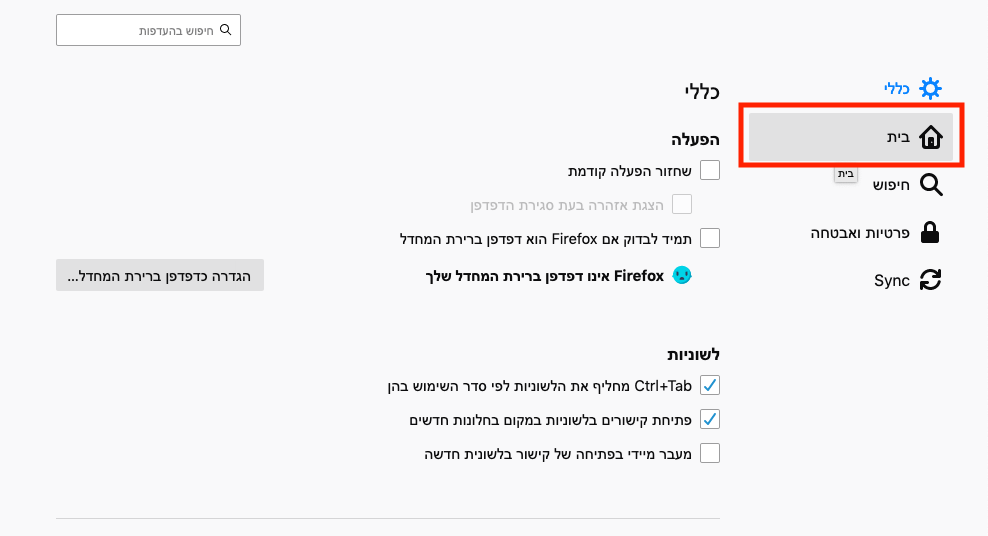 חיפוש בהעדפות
כללי
בית
בית
חיפוש
פרטיות ואבטחה
Sync
כללי
הפעלה
שחזור הפעלה קודמת
הצגת אזהרה בעת סגירת הדפדפן
תמיד לבדוק אם Firefox הוא דפדפן ברירת המחדל
Firefox אינו דפדפן ברירת המחדל שלך
הגדרה כדפדפן ברירת המחדל...
לשוניות
Ctrl+Tab מחליף את הלשוניות לפי סדר השימוש בהן
פתיחת קישורים בלשוניות במקום בחלונות חדשים
מעבר מיידי בפתיחה של קישור בלשונית חדשה